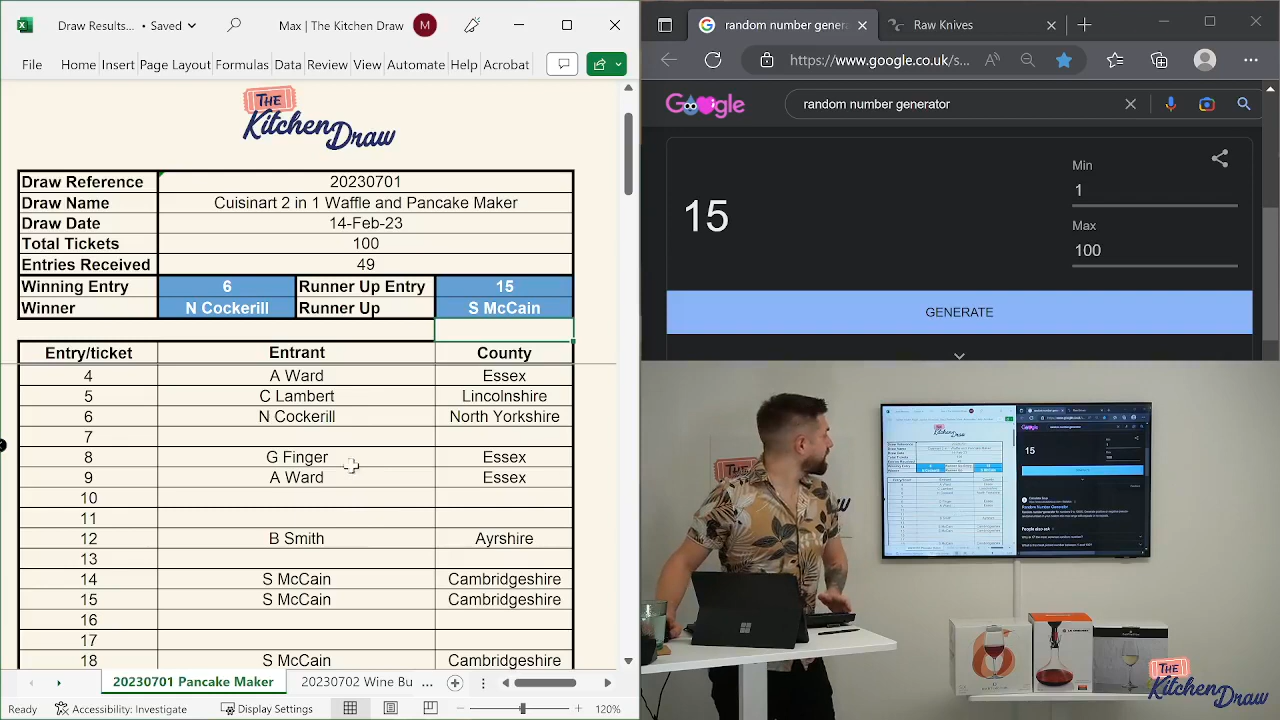 Draw Results... • Saved
Max | The Kitchen Draw
M
File Home Insert Page Layout Formulas Data Review View Automate Help Acrobat
THE
Kitchen Draw
Draw Reference 20230701
Draw Name Cuisinart 2 in 1 Waffle and Pancake Maker
Draw Date 14-Feb-23
Total Tickets 100
Entries Received 49
Winning Entry 6 Runner Up Entry 15
Winner N Cockerill Runner Up S McCain
Entry/ticket Entrant County
4 A Ward Essex
5 C Lambert Lincolnshire
6 N Cockerill North Yorkshire
7
8 G Finger Essex
9 A Ward Essex
10
11
12 B Smith Ayrshire
13
14 S McCain Cambridgeshire
15 S McCain Cambridgeshire
16
17
18 S McCain Cambridgeshire
20230701 Pancake Maker 20230702 Wine Bu ...
Ready Accessibility: Investigate Display Settings 120%
random number genera
Raw Knives
https://www.google.co.uk/s...
Google
random number generator
15
Min
1
Max
100
GENERATE
15
THE
Kitchen Draw